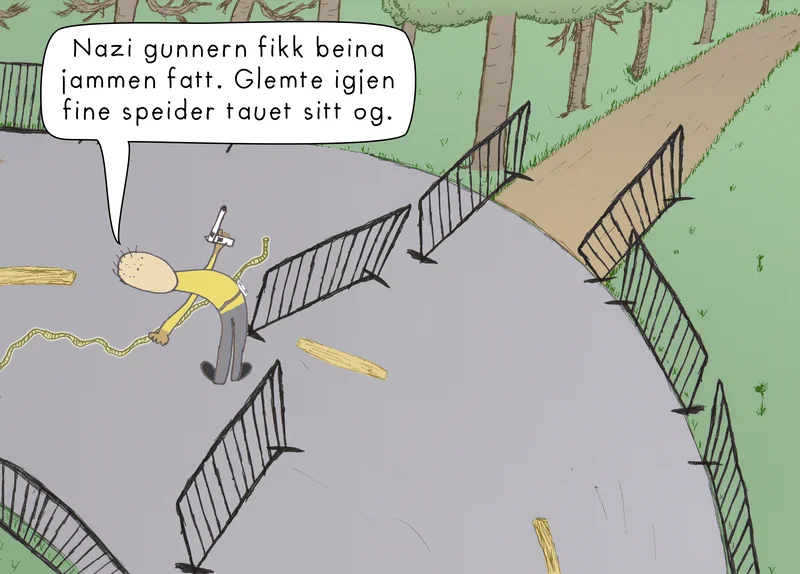 Nazi gunnern fikk beina
jammen fatt. Glemte igjen
fine speider tauet sitt og.